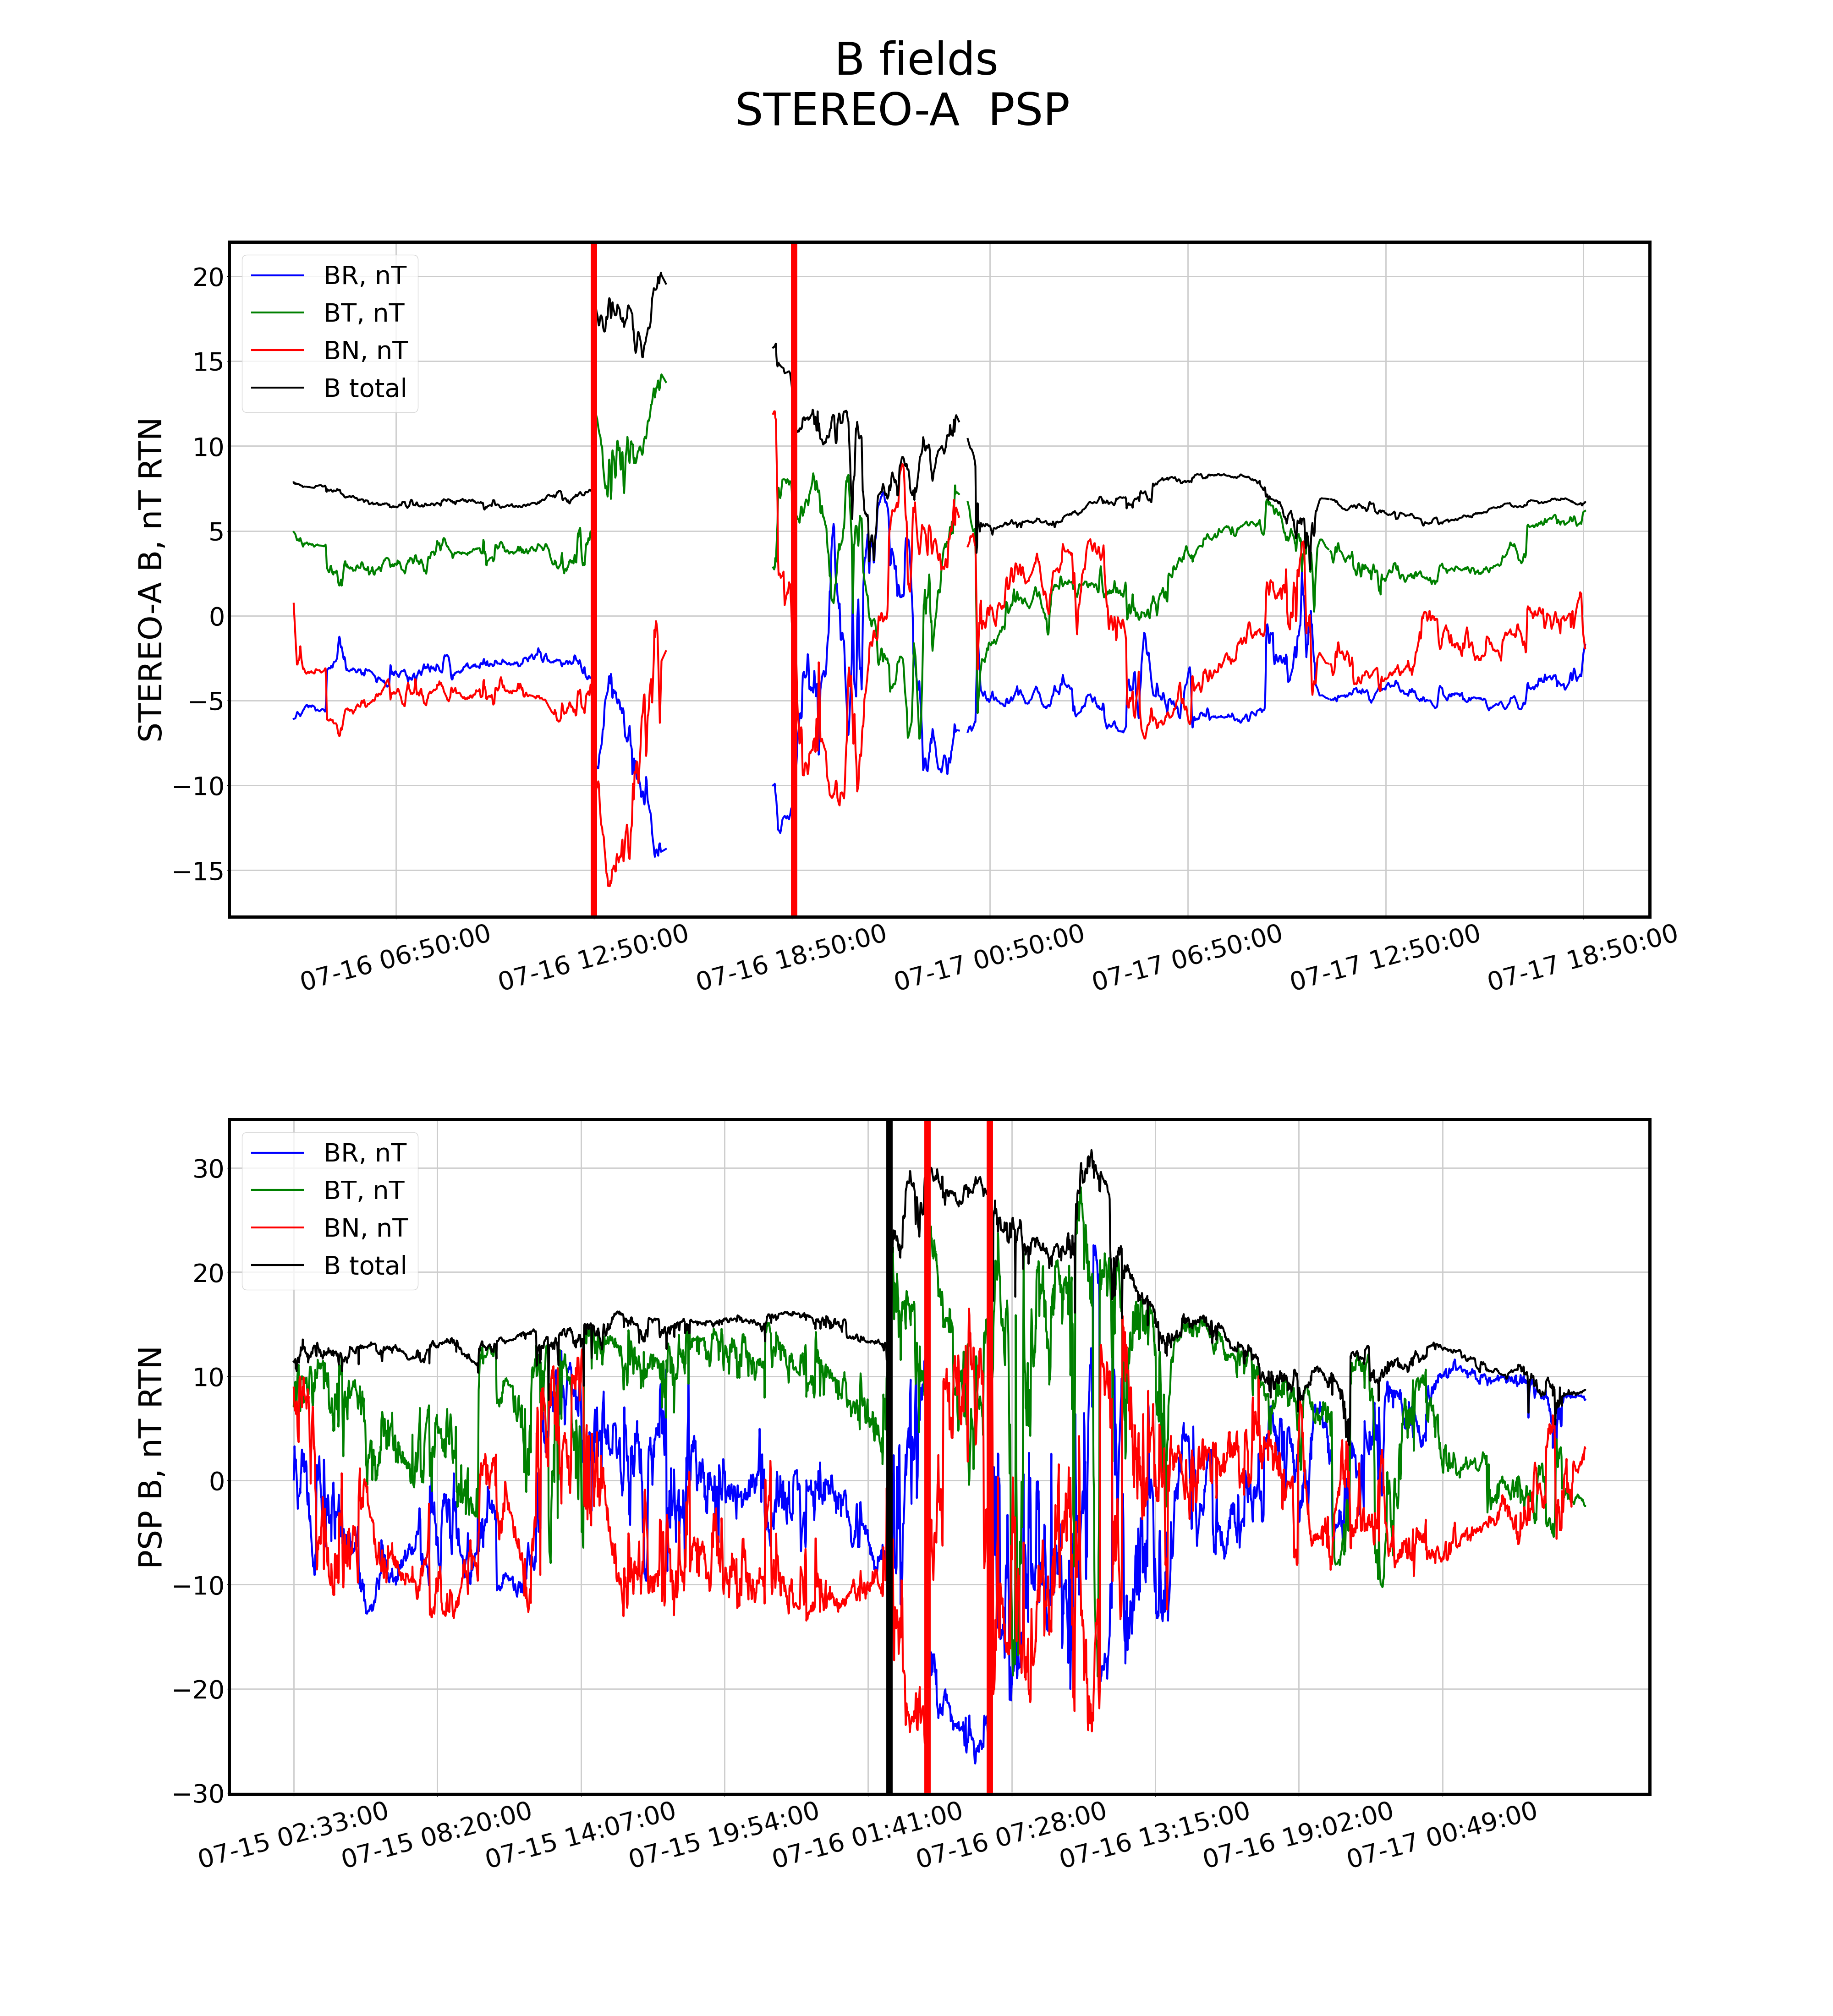 B fields
STEREO-A  PSP
STEREO-A B, nT RTN
20
15
10
5
0
−5
−10
−15
BR, nT
BT, nT
BN, nT
B total
07-16 06:50:00
07-16 12:50:00
07-16 18:50:00
07-17 00:50:00
07-17 06:50:00
07-17 12:50:00
07-17 18:50:00
PSP B, nT RTN
30
20
10
0
−10
−20
−30
BR, nT
BT, nT
BN, nT
B total
07-15 02:33:00
07-15 08:20:00
07-15 14:07:00
07-15 19:54:00
07-16 01:41:00
07-16 07:28:00
07-16 13:15:00
07-16 19:02:00
07-17 00:49:00